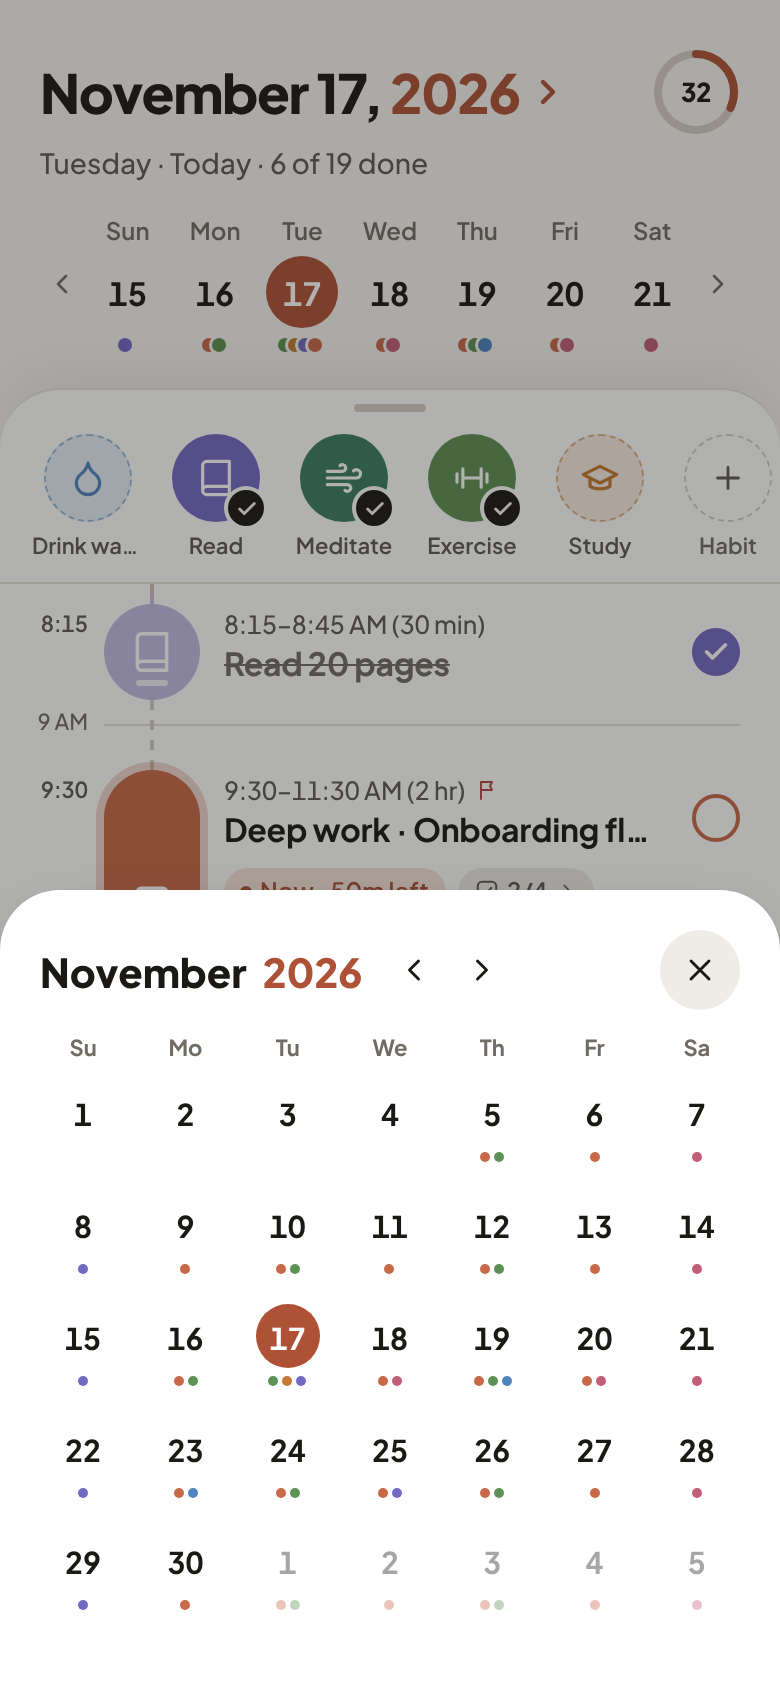 November 17, 2026
32
Tuesday · Today · 6 of 19 done
Sun Mon Tue Wed Thu Fri Sat
15 16 17 18 19 20 21
Drink wa... Read Meditate Exercise Study Habit
8:15 8:15–8:45 AM (30 min)
Read 20 pages
9 AM
9:30 9:30–11:30 AM (2 hr)
Deep work · Onboarding fl...
Now · 50m left 2/4
November 2026
Su Mo Tu We Th Fr Sa
1 2 3 4 5 6 7
8 9 10 11 12 13 14
15 16 17 18 19 20 21
22 23 24 25 26 27 28
29 30 1 2 3 4 5